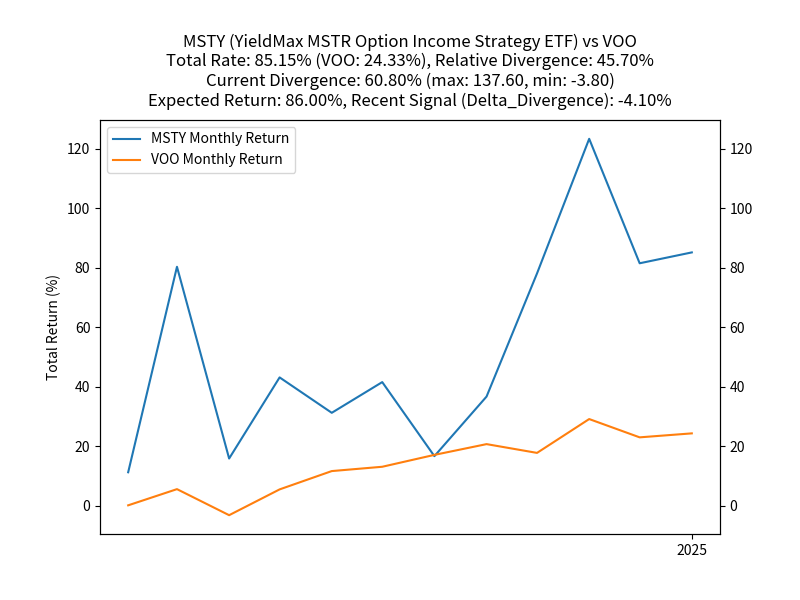 MSTY (YieldMax MSTR Option Income Strategy ETF) vs VOO
Total Rate: 85.15% (VOO: 24.33%), Relative Divergence: 45.70%
Current Divergence: 60.80% (max: 137.60, min: -3.80)
Expected Return: 86.00%, Recent Signal (Delta_Divergence): -4.10%
MSTY Monthly Return
VOO Monthly Return
Total Return (%)
120
100
80
60
40
20
0
120
100
80
60
40
20
0
2025